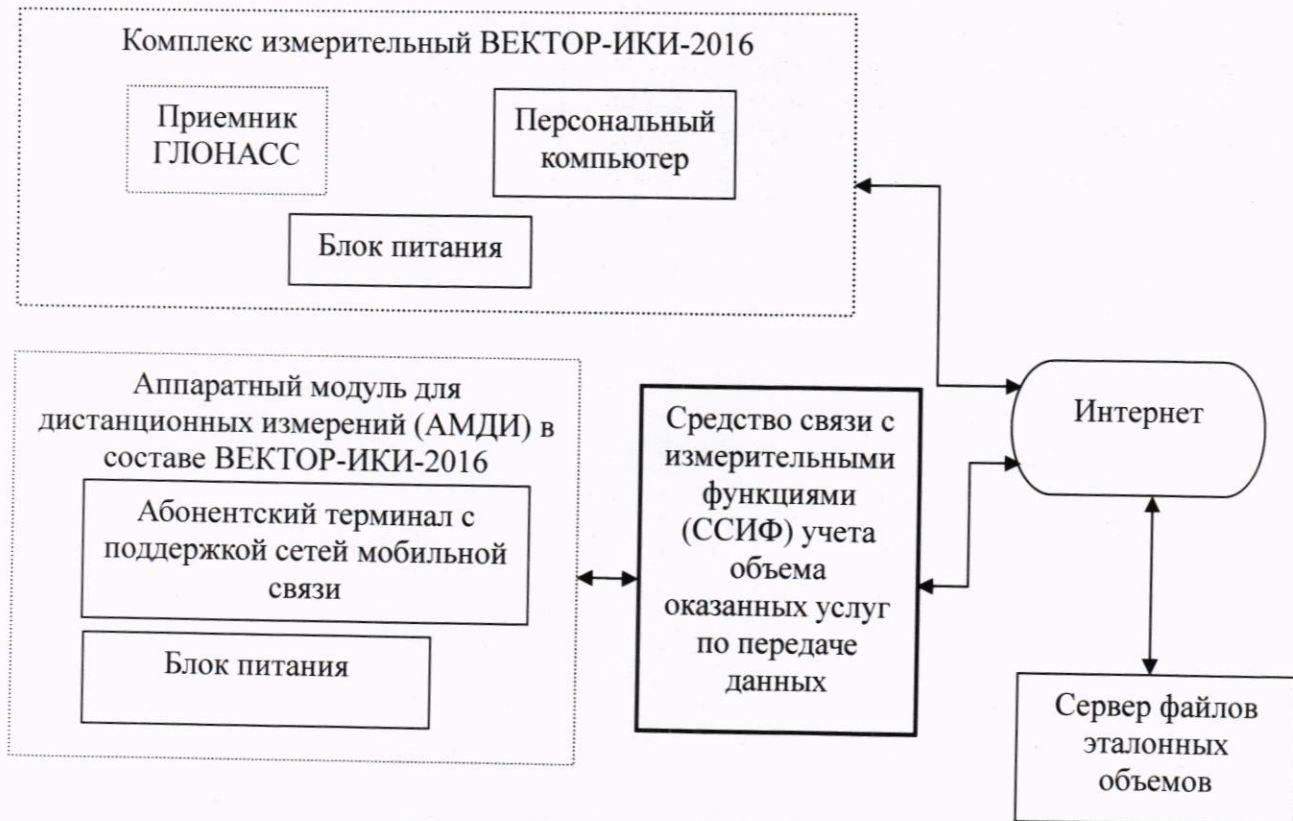 Комплекс измерительный ВЕКТОР-ИКИ-2016
Приемник
ГЛОНАСС
Персональный
компьютер
Блок питания
Аппаратный модуль для
дистанционных измерений (АМДИ) в
составе ВЕКТОР-ИКИ-2016
Абонентский терминал с
поддержкой сетей мобильной
связи
Блок питания
Средство связи с
измерительными
функциями
(ССИФ) учета
объема
оказанных услуг
по передаче
данных
Интернет
Сервер файлов
эталонных
объемов